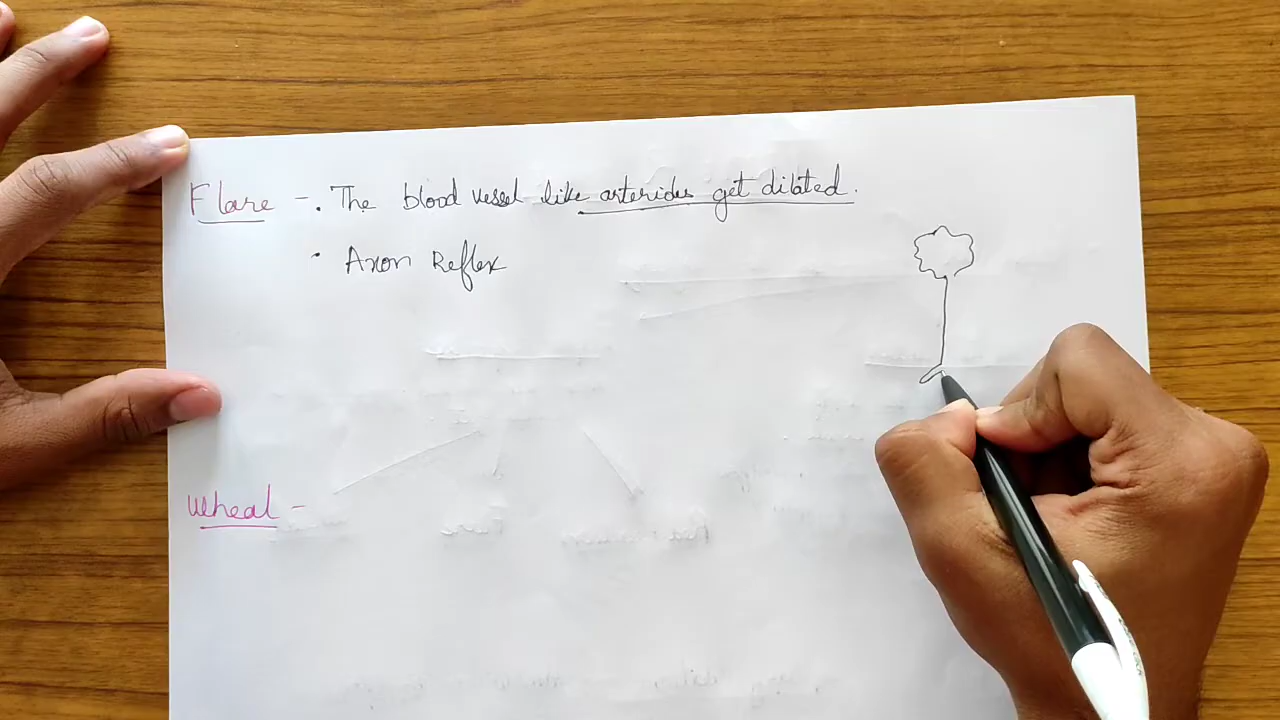 Flare - • The blood vessel like arterioles get dilated.
• Axon Reflex
Wheal -